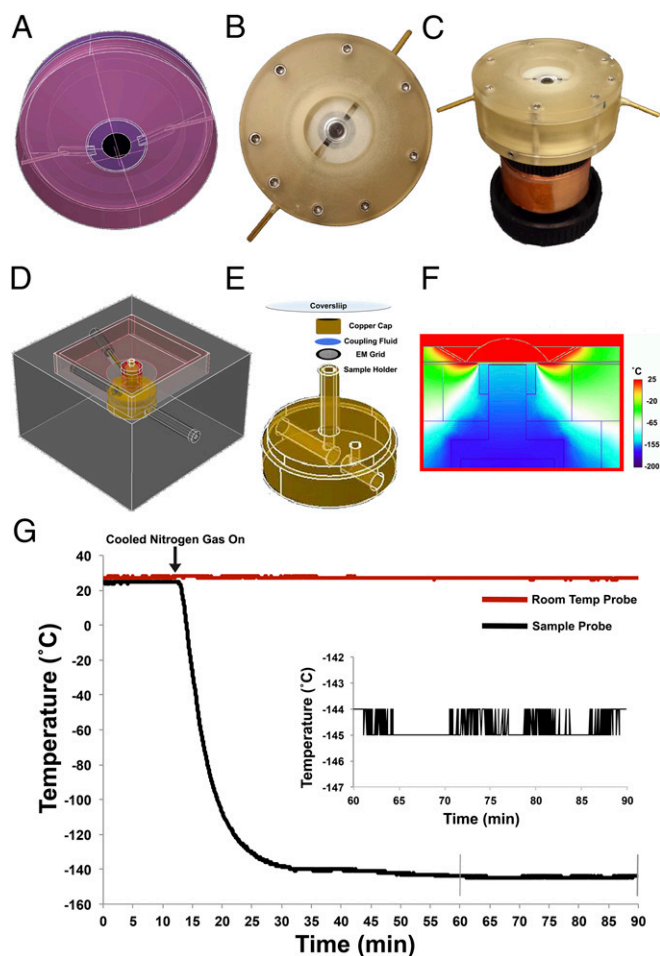 A
B
C
D
E
F
Coversliip
Copper Cap
Coupling Fluid
EM Grid
Sample Holder
˚C
25
-20
-65
-110
-155
-200
G
Cooled Nitrogen Gas On
40
20
0
-20
-40
-60
-80
-100
-120
-140
-160
Temperature (˚C)
Room Temp Probe
Sample Probe
-142
-143
-144
-145
-146
-147
Temperature (°C)
60 65 70 75 80 85 90
Time (min)
0 5 10 15 20 25 30 35 40 45 50 55 60 65 70 75 80 85 90
Time (min)